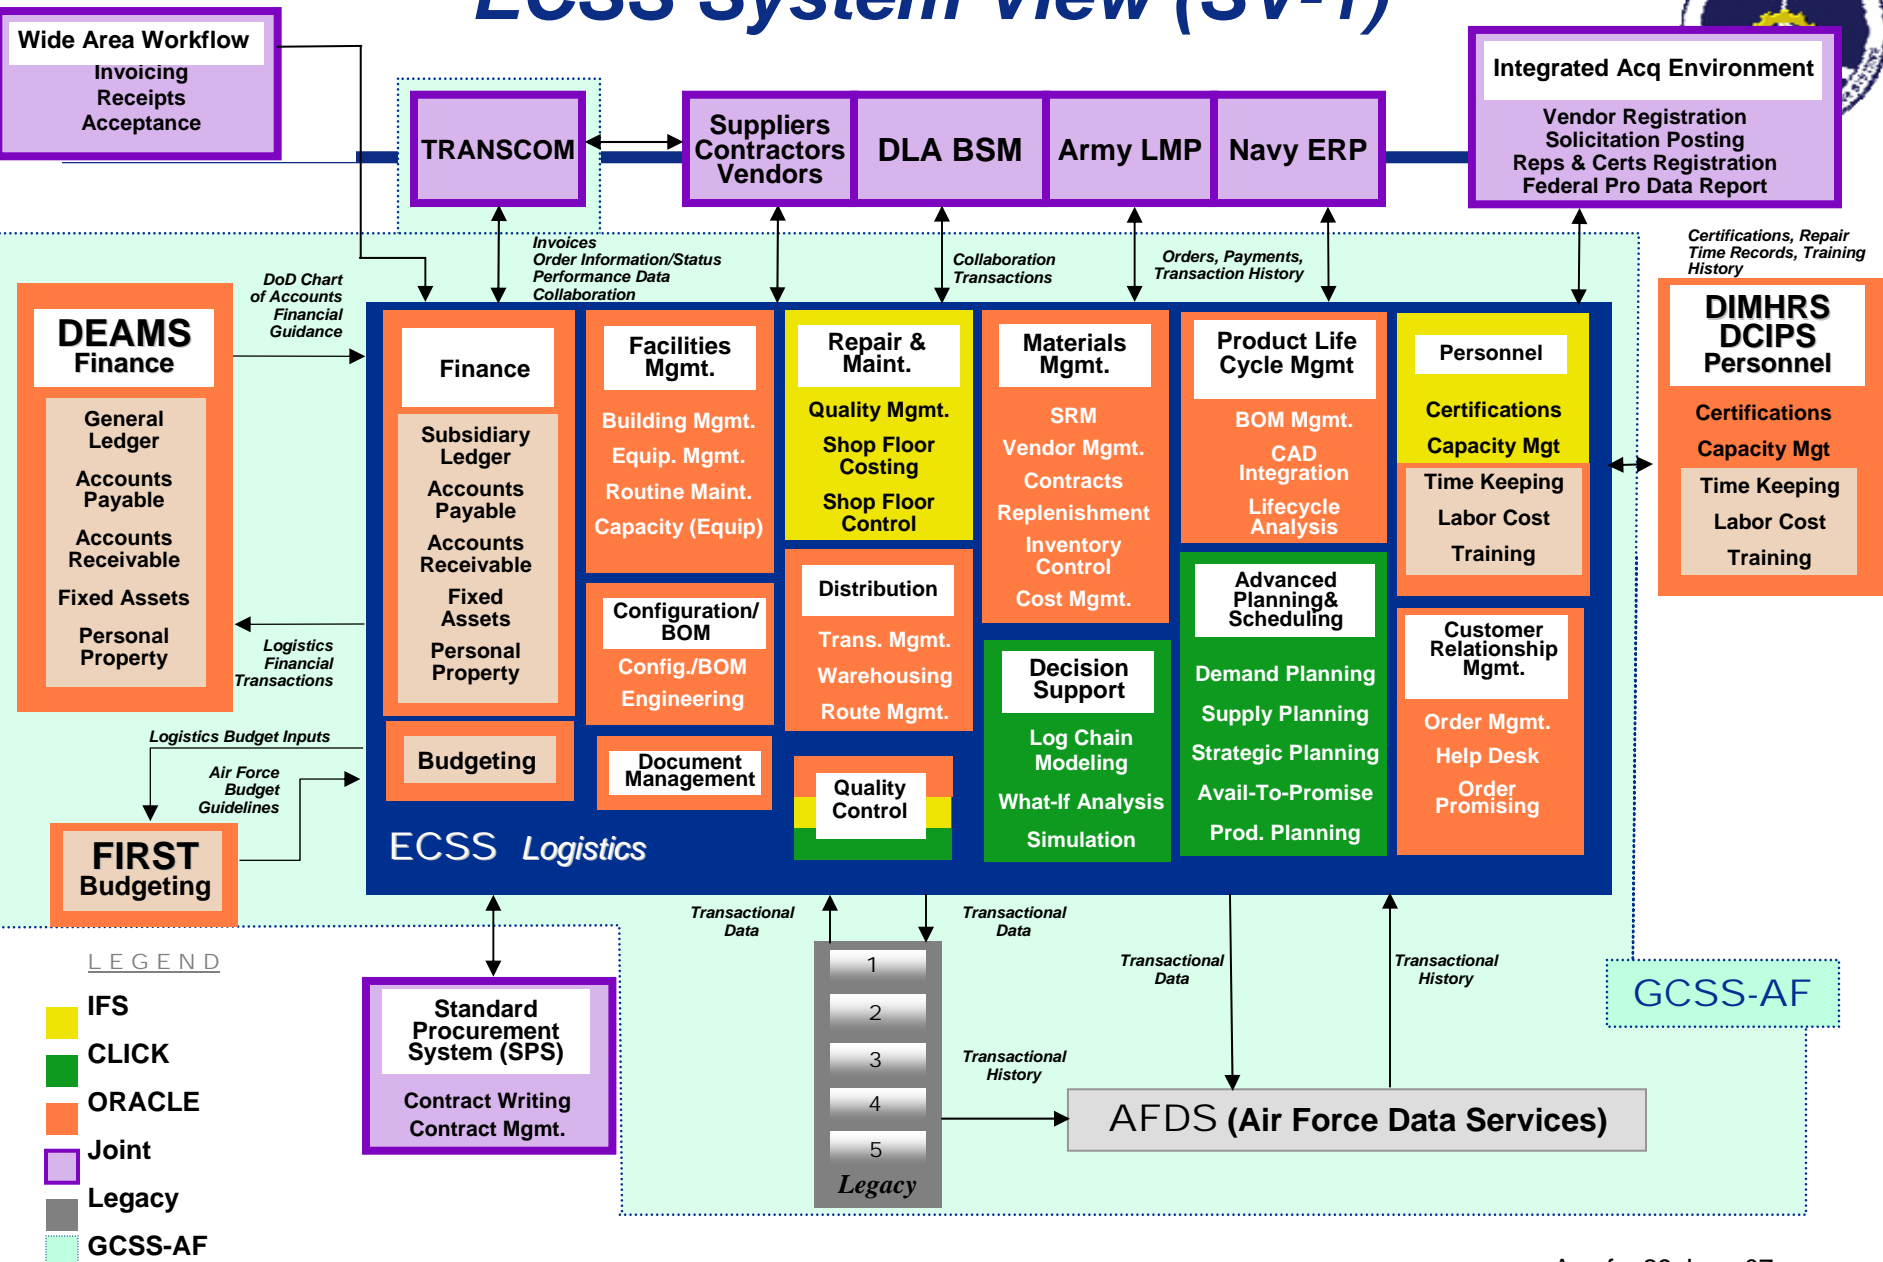 ECSS System View (SV-1)
Wide Area Workflow
Invoicing
Receipts
Acceptance
TRANSCOM
Suppliers
Contractors
Vendors
DLA BSM
Army LMP
Navy ERP
Integrated Acq Environment
Vendor Registration
Solicitation Posting
Reps & Certs Registration
Federal Pro Data Report
Invoices
Order Information/Status
Performance Data
Collaboration
Collaboration
Transactions
Orders, Payments,
Transaction History
Certifications, Repair
Time Records, Training
History
DoD Chart
of Accounts
Financial
Guidance
DEAMS
Finance
General
Ledger
Accounts
Payable
Accounts
Receivable
Fixed Assets
Personal
Property
Logistics
Financial
Transactions
Logistics Budget Inputs
Air Force
Budget
Guidelines
FIRST
Budgeting
Finance
Subsidiary
Ledger
Accounts
Payable
Accounts
Receivable
Fixed
Assets
Personal
Property
Budgeting
Facilities
Mgmt.
Building Mgmt.
Equip. Mgmt.
Routine Maint.
Capacity (Equip)
Configuration/
BOM
Config./BOM
Engineering
Document
Management
Repair &
Maint.
Quality Mgmt.
Shop Floor
Costing
Shop Floor
Control
Distribution
Trans. Mgmt.
Warehousing
Route Mgmt.
Quality
Control
Materials
Mgmt.
SRM
Vendor Mgmt.
Contracts
Replenishment
Inventory
Control
Cost Mgmt.
Decision
Support
Log Chain
Modeling
What-If Analysis
Simulation
Product Life
Cycle Mgmt
BOM Mgmt.
CAD
Integration
Lifecycle
Analysis
Advanced
Planning&
Scheduling
Demand Planning
Supply Planning
Strategic Planning
Avail-To-Promise
Prod. Planning
Personnel
Certifications
Capacity Mgt
Time Keeping
Labor Cost
Training
Customer
Relationship
Mgmt.
Order Mgmt.
Help Desk
Order
Promising
DIMHRS
DCIPS
Personnel
Certifications
Capacity Mgt
Time Keeping
Labor Cost
Training
ECSS Logistics
Transactional
Data
Transactional
Data
Transactional
Data
Transactional
History
GCSS-AF
Standard
Procurement
System (SPS)
Contract Writing
Contract Mgmt.
1
2
3
4
5
Legacy
Transactional
History
AFDS (Air Force Data Services)
LEGEND
IFS
CLICK
ORACLE
Joint
Legacy
GCSS-AF